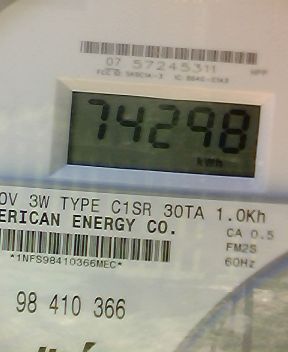 07 57245311
74298
kWh
0V 3W TYPE C1SR 30TA 1.0Kh
ERICAN ENERGY CO.
CA 0.5
FM2S
*1NFS98410366MEC*
60Hz
98 410 366